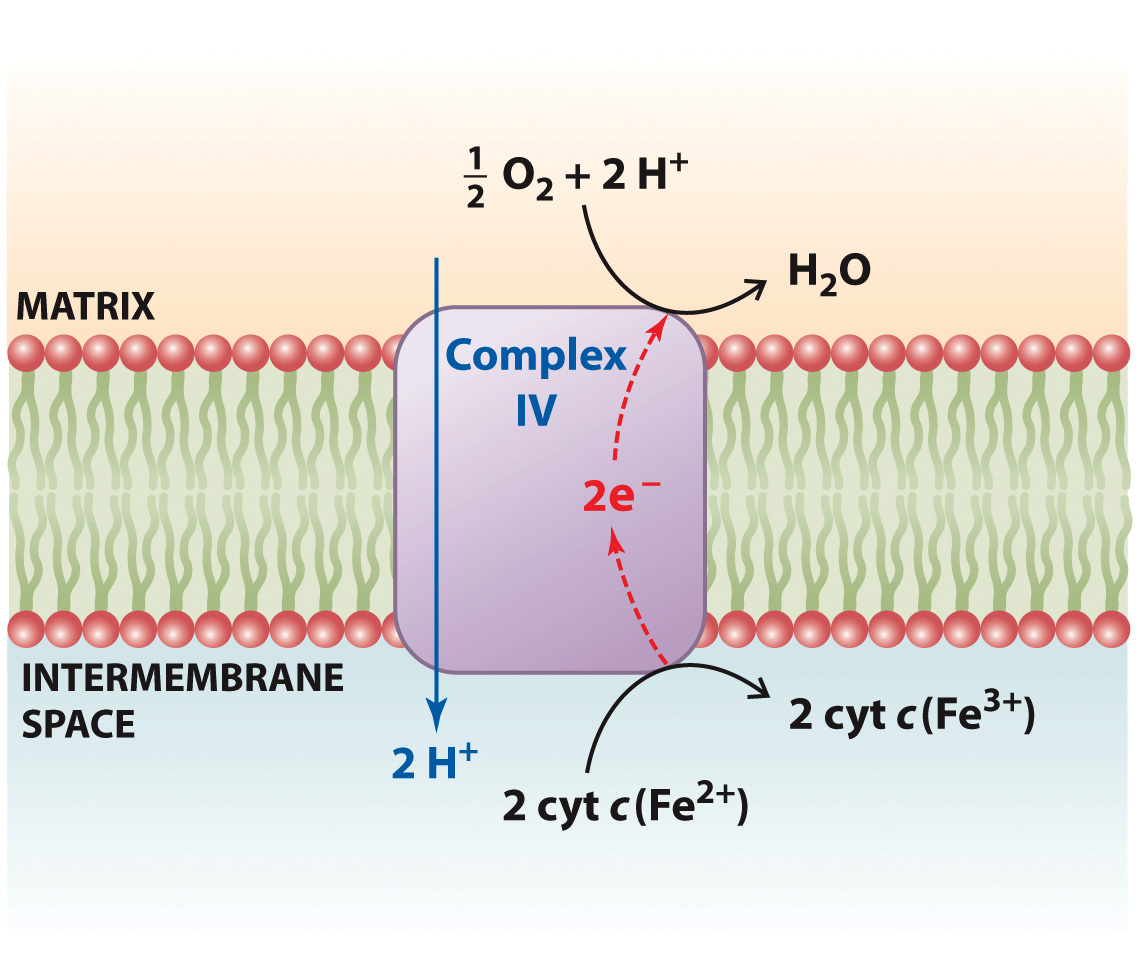 ½ O₂ + 2 H⁺
H₂O
MATRIX
Complex
IV
2e⁻
INTERMEMBRANE
SPACE
2 cyt c (Fe³⁺)
2 H⁺
2 cyt c (Fe²⁺)